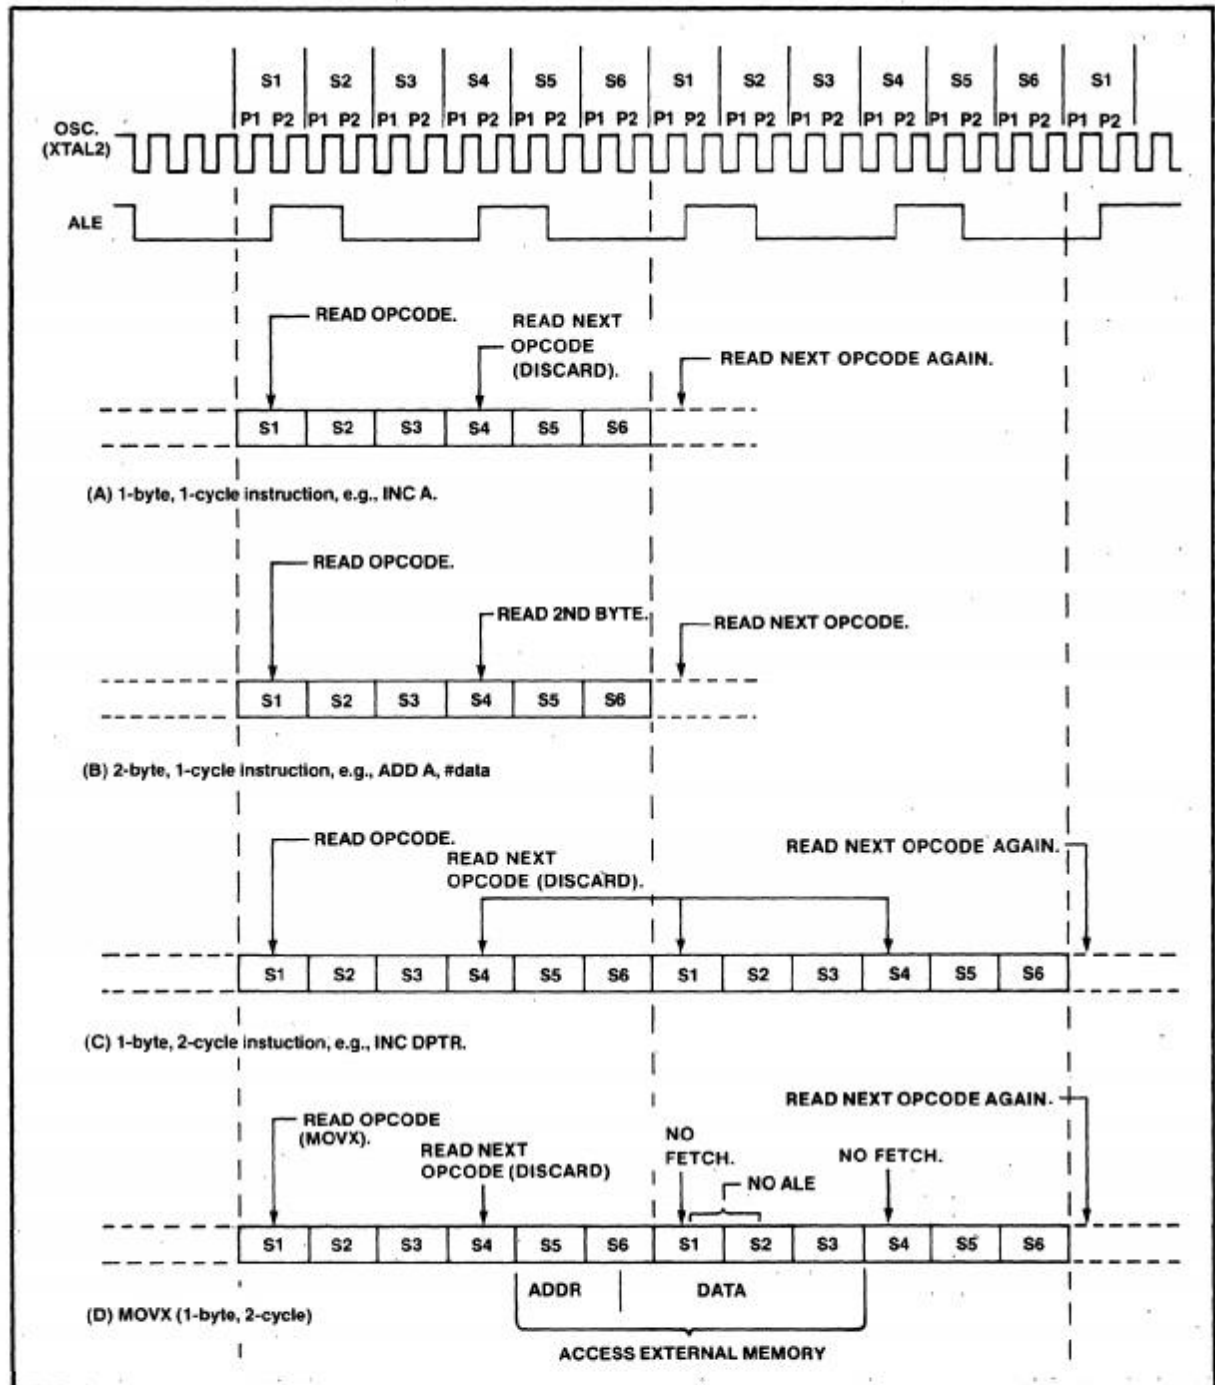 S1 S2 S3 S4 S5 S6 S1 S2 S3 S4 S5 S6 S1
P1 P2 P1 P2 P1 P2 P1 P2 P1 P2 P1 P2 P1 P2 P1 P2 P1 P2 P1 P2 P1 P2 P1 P2 P1 P2
OSC.
(XTAL2)
ALE
READ OPCODE.
READ NEXT
OPCODE
(DISCARD).
READ NEXT OPCODE AGAIN.
S1 S2 S3 S4 S5 S6
(A) 1-byte, 1-cycle instruction, e.g., INC A.
READ OPCODE.
READ 2ND BYTE.
READ NEXT OPCODE.
S1 S2 S3 S4 S5 S6
(B) 2-byte, 1-cycle instruction, e.g., ADD A, #data
READ OPCODE.
READ NEXT
OPCODE (DISCARD).
READ NEXT OPCODE AGAIN.
S1 S2 S3 S4 S5 S6 S1 S2 S3 S4 S5 S6
(C) 1-byte, 2-cycle instuction, e.g., INC DPTR.
READ OPCODE
(MOVX).
READ NEXT
OPCODE (DISCARD)
NO
FETCH.
NO ALE
NO FETCH.
READ NEXT OPCODE AGAIN.
S1 S2 S3 S4 S5 S6 S1 S2 S3 S4 S5 S6
ADDR DATA
(D) MOVX (1-byte, 2-cycle)
ACCESS EXTERNAL MEMORY